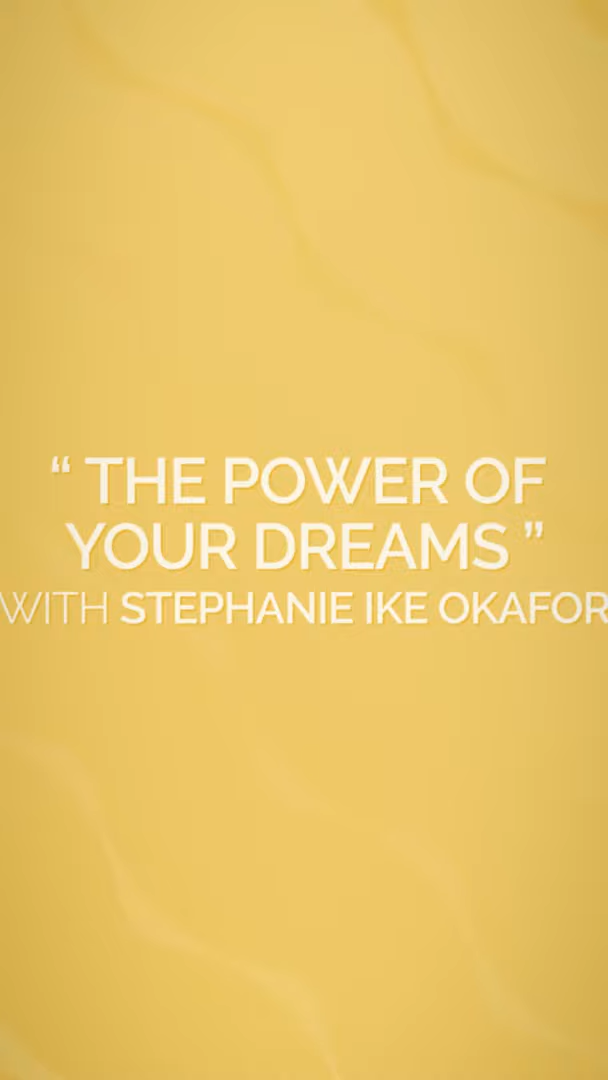 “ THE POWER OF
YOUR DREAMS ”
WITH STEPHANIE IKE OKAFOR